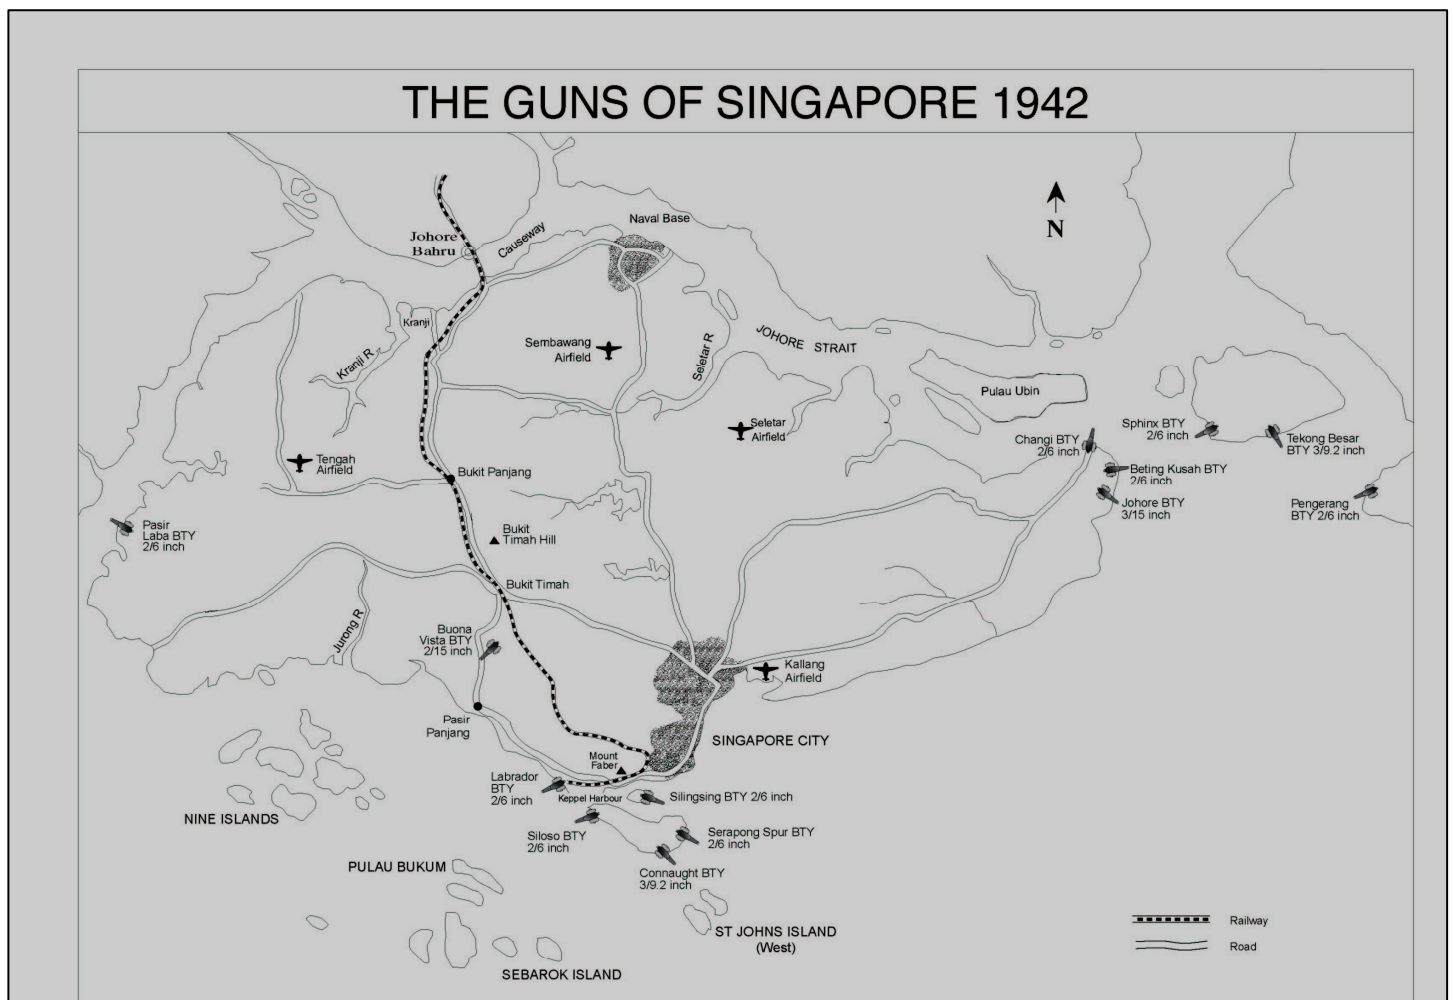 THE GUNS OF SINGAPORE 1942
Naval Base
N
Johore
Bahru
Causeway
Kranji
Kranji R
Sembawang
Airfield
Seletar R
JOHORE STRAIT
Pulau Ubin
Seletar
Airfield
Tengah
Airfield
Bukit Panjang
Changi BTY
2/6 inch
Sphinx BTY
2/6 inch
Tekong Besar
BTY 3/9.2 inch
Beting Kusah BTY
2/6 inch
Johore BTY
3/15 inch
Pengerang
BTY 2/6 inch
Pasir
Laba BTY
2/6 inch
Bukit
Timah Hill
Bukit Timah
Jurong R
Buona
Vista BTY
2/15 inch
Kallang
Airfield
Pasir
Panjang
SINGAPORE CITY
Mount
Faber
Labrador
BTY
2/6 inch
Keppel Harbour
Silingsing BTY 2/6 inch
NINE ISLANDS
Siloso BTY
2/6 inch
Serapong Spur BTY
2/6 inch
Connaught BTY
3/9.2 inch
PULAU BUKUM
ST JOHNS ISLAND
(West)
SEBAROK ISLAND
Railway
Road